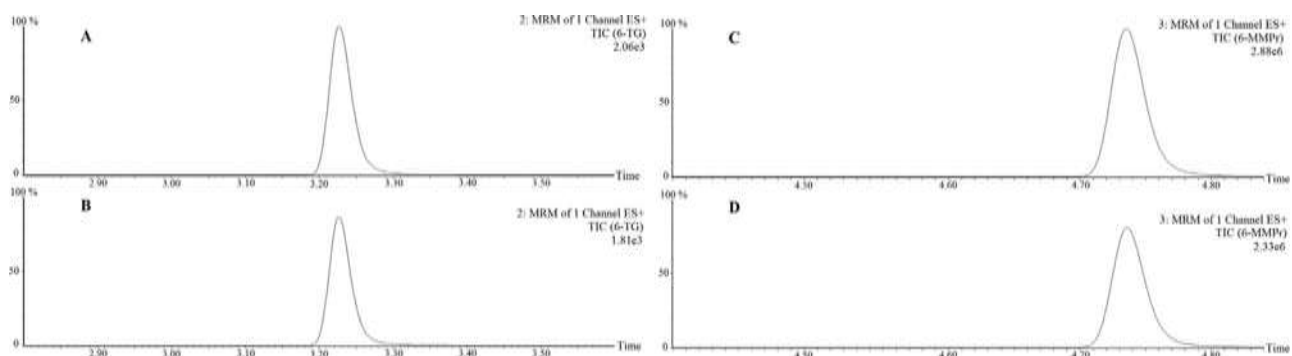 100 %
A
2: MRM of 1 Channel ES+
TIC (6-TG)
2.06e3
50
0
2.90 3.00 3.10 3.20 3.30 3.40 3.50 Time
100 %
B
2: MRM of 1 Channel ES+
TIC (6-TG)
1.81e3
50
0
2.90 3.00 3.10 3.20 3.30 3.40 3.50 Time
100 %
C
3: MRM of 1 Channel ES+
TIC (6-MMPr)
2.88e6
50
0
4.50 4.60 4.70 4.80 Time
100 %
D
3: MRM of 1 Channel ES+
TIC (6-MMPr)
2.33e6
50
0
4.50 4.60 4.70 4.80 Time